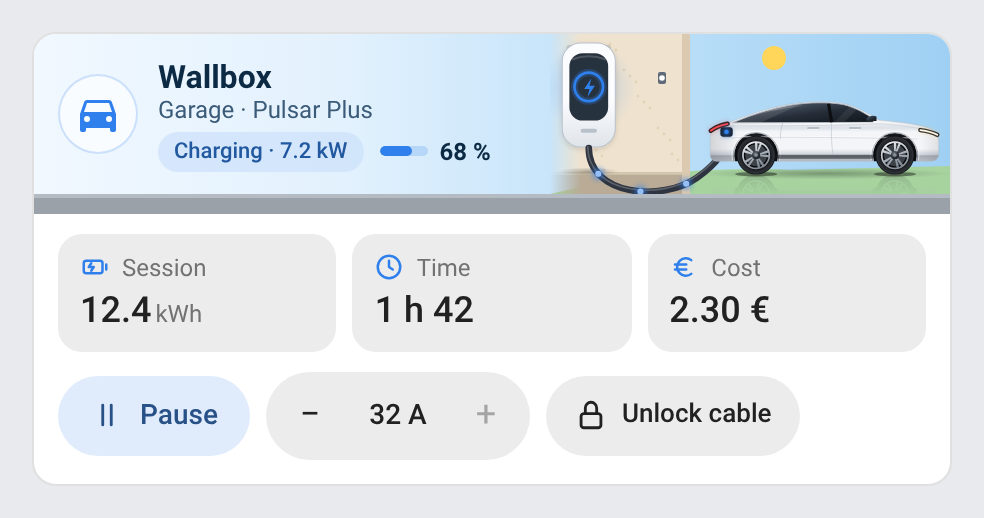 Wallbox
Garage · Pulsar Plus
Charging · 7.2 kW 68 %
Session Time Cost
12.4 kWh 1 h 42 2.30 €
Pause − 32 A + Unlock cable